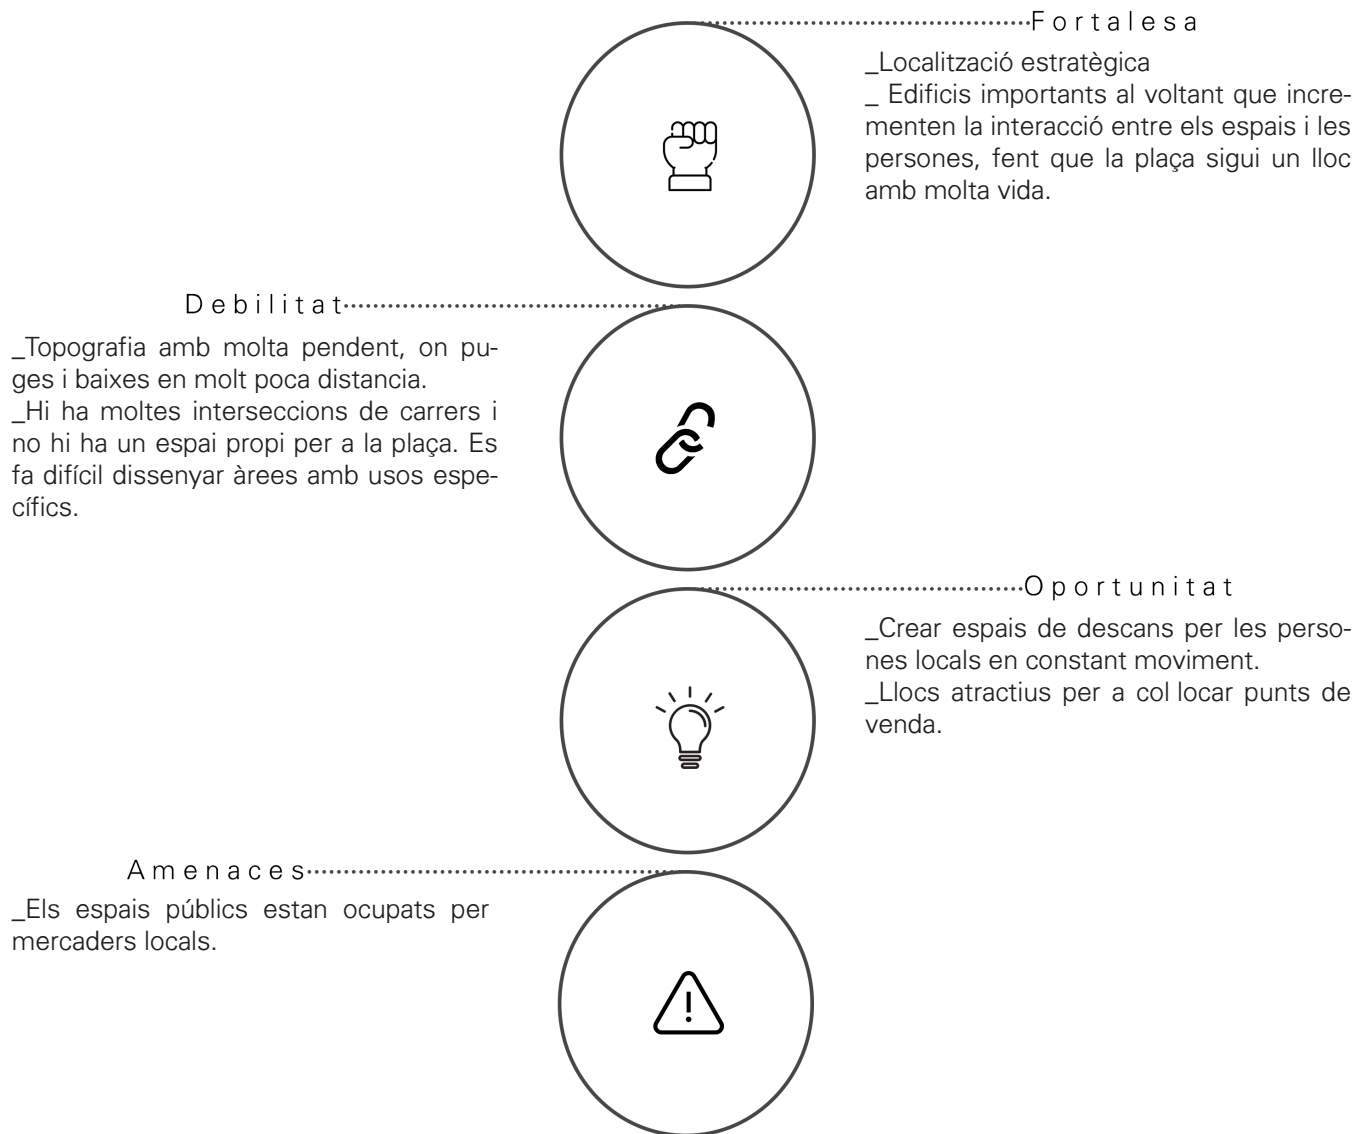 Fortalesa
_Localització estratègica
_ Edificis importants al voltant que incre-
menten la interacció entre els espais i les
persones, fent que la plaça sigui un lloc
amb molta vida.
Debilitat
_Topografia amb molta pendent, on pu-
ges i baixes en molt poca distancia.
_Hi ha moltes interseccions de carrers i
no hi ha un espai propi per a la plaça. Es
fa difícil dissenyar àrees amb usos espe-
cífics.
Oportunitat
_Crear espais de descans per les perso-
nes locals en constant moviment.
_Llocs atractius per a col locar punts de
venda.
Amenaces
_Els espais públics estan ocupats per
mercaders locals.